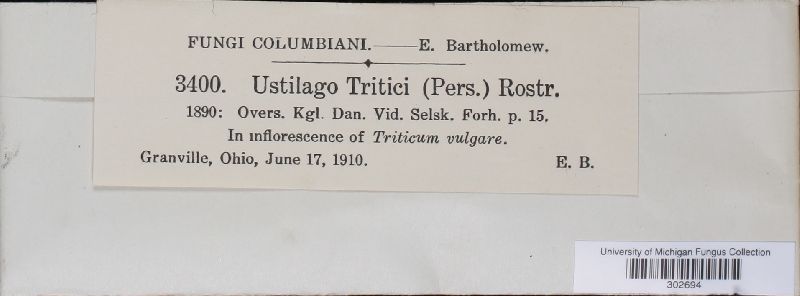 FUNGI COLUMBIANI.——E. Bartholomew.
3400. Ustilago Tritici (Pers.) Rostr.
1890: Overs. Kgl. Dan. Vid. Selsk. Forh. p. 15.
In inflorescence of Triticum vulgare.
Granville, Ohio, June 17, 1910. E. B.
University of Michigan Fungus Collection
302694